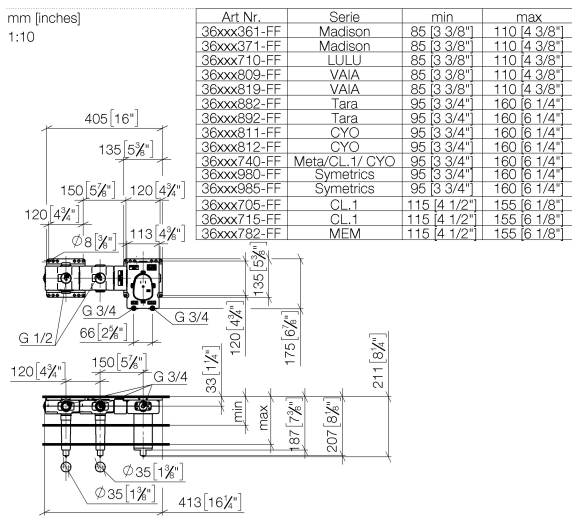 mm [inches]
1:10
Art Nr. Serie min max
36xxx361-FF Madison 85 [3 3/8"] 110 [4 3/8"]
36xxx371-FF Madison 85 [3 3/8"] 110 [4 3/8"]
36xxx710-FF LULU 85 [3 3/8"] 110 [4 3/8"]
36xxx809-FF VAIA 85 [3 3/8"] 110 [4 3/8"]
36xxx819-FF VAIA 85 [3 3/8"] 110 [4 3/8"]
36xxx882-FF Tara 95 [3 3/4"] 160 [6 1/4"]
36xxx892-FF Tara 95 [3 3/4"] 160 [6 1/4"]
36xxx811-FF CYO 95 [3 3/4"] 160 [6 1/4"]
36xxx812-FF CYO 95 [3 3/4"] 160 [6 1/4"]
36xxx740-FF Meta/CL.1/ CYO 95 [3 3/4"] 160 [6 1/4"]
36xxx980-FF Symetrics 95 [3 3/4"] 160 [6 1/4"]
36xxx985-FF Symetrics 95 [3 3/4"] 160 [6 1/4"]
36xxx705-FF CL.1 115 [4 1/2"] 155 [6 1/8"]
36xxx715-FF CL.1 115 [4 1/2"] 155 [6 1/8"]
36xxx782-FF MEM 115 [4 1/2"] 155 [6 1/8"]
405 [16"]
135 [5⅜"]
150 [5⅞"] 120 [4¾"]
120 [4¾"]
Ø 8 [⅜"] 113 [4⅜"]
135 [5⅜"]
120 [4¾"]
175 [6⅞"]
G 3/4 G 3/4
G 1/2 66 [2⅝"]
150 [5⅞"]
120 [4¾"] G 3/4
33 [1¼"]
211 [8¼"]
min
max
187 [7⅜"]
207 [8⅛"]
Ø 35 [1⅜"]
Ø 35 [1⅜"]
413 [16¼"]